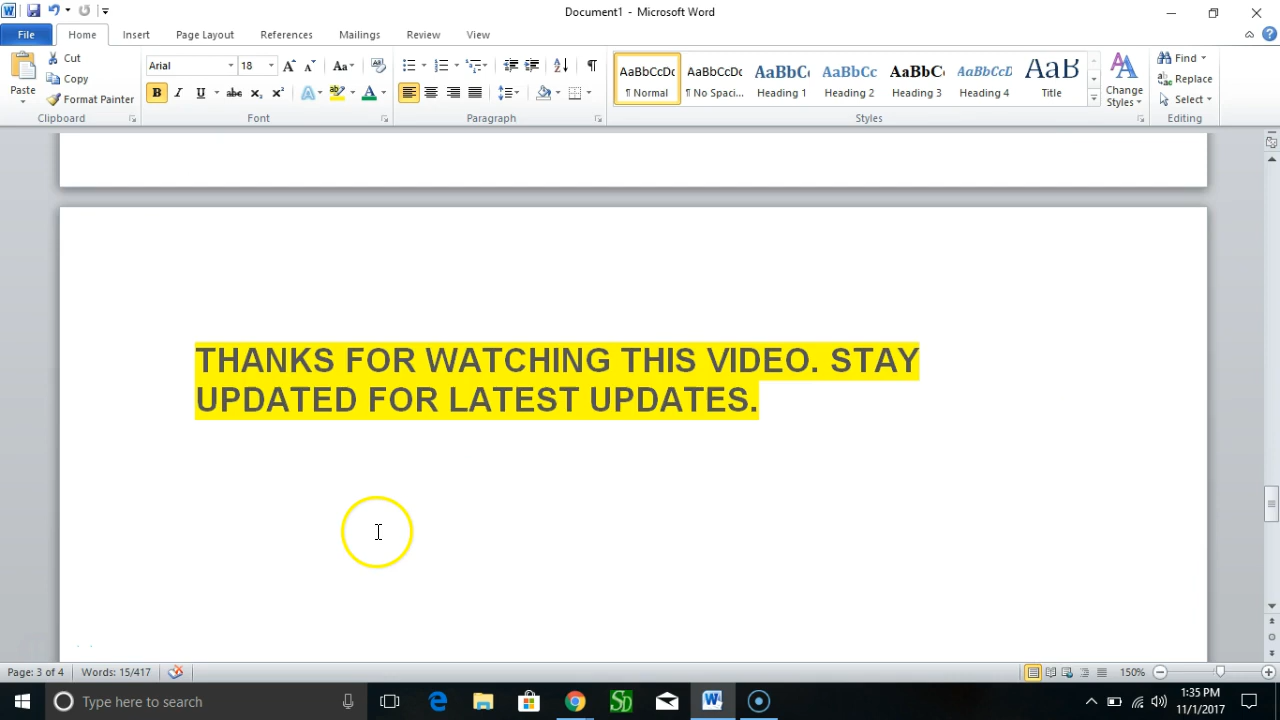 Document1 - Microsoft Word
File Home Insert Page Layout References Mailings Review View
Paste
Cut
Copy
Format Painter
Clipboard
Arial 18
Font
Paragraph
AaBbCcDc AaBbCcDc AaBbC AaBbCc AaBbC AaBbCcD AaB
¶ Normal ¶ No Spaci... Heading 1 Heading 2 Heading 3 Heading 4 Title
Change Styles
Styles
Find
Replace
Select
Editing
THANKS FOR WATCHING THIS VIDEO. STAY
UPDATED FOR LATEST UPDATES.
Page: 3 of 4 Words: 15/417 150%
Type here to search
1:35 PM
11/1/2017